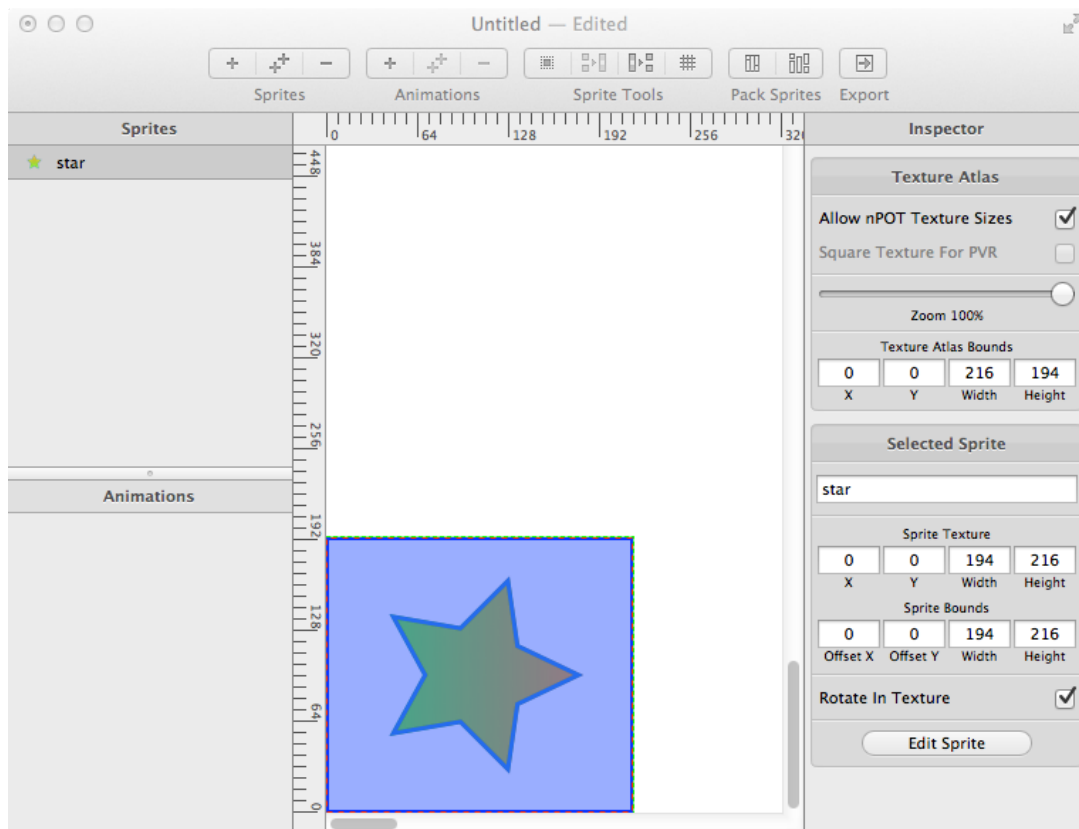 Untitled — Edited
Sprites
Animations
Sprite Tools
Pack Sprites
Export
Sprites
star
Animations
0 64 128 192 256 320
448
384
320
256
192
128
64
0
Inspector
Texture Atlas
Allow nPOT Texture Sizes
Square Texture For PVR
Zoom 100%
Texture Atlas Bounds
0 0 216 194
X Y Width Height
Selected Sprite
star
Sprite Texture
0 0 194 216
X Y Width Height
Sprite Bounds
0 0 194 216
Offset X Offset Y Width Height
Rotate In Texture
Edit Sprite